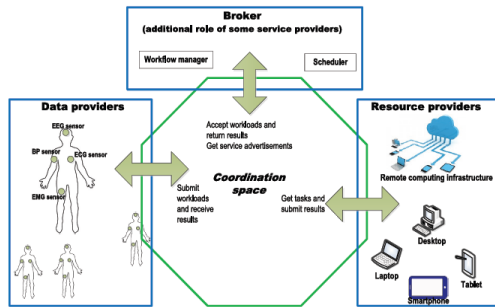 Broker
(additional role of some service providers)
Workflow manager
Scheduler
Data providers
EEG sensor
BP sensor
ECG sensor
EMG sensor
Accept workloads and
return results
Get service advertisements
Coordination
space
Submit
workloads
and receive
results
Get tasks and
submit results
Resource providers
Remote computing infrastructure
Desktop
Laptop
Tablet
Smartphone